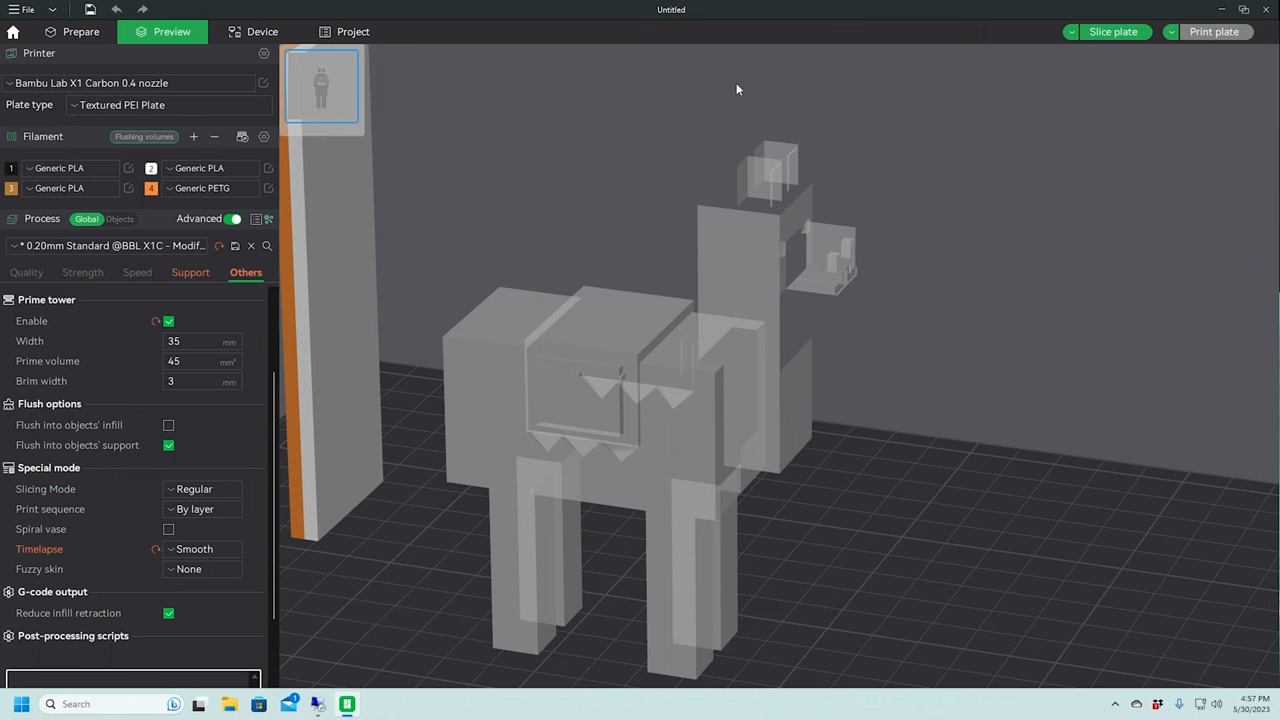 File
Untitled
Prepare
Preview
Device
Project
Slice plate
Print plate
Printer
Bambu Lab X1 Carbon 0.4 nozzle
Plate type
Textured PEI Plate
Filament
Flushing volumes
1 Generic PLA
2 Generic PLA
3 Generic PLA
4 Generic PETG
Process
Global
Objects
Advanced
* 0.20mm Standard @BBL X1C - Modif...
Quality
Strength
Speed
Support
Others
Prime tower
Enable
Width 35 mm
Prime volume 45 mm³
Brim width 3 mm
Flush options
Flush into objects' infill
Flush into objects' support
Special mode
Slicing Mode Regular
Print sequence By layer
Spiral vase
Timelapse Smooth
Fuzzy skin None
G-code output
Reduce infill retraction
Post-processing scripts
Search
4:57 PM
5/30/2023